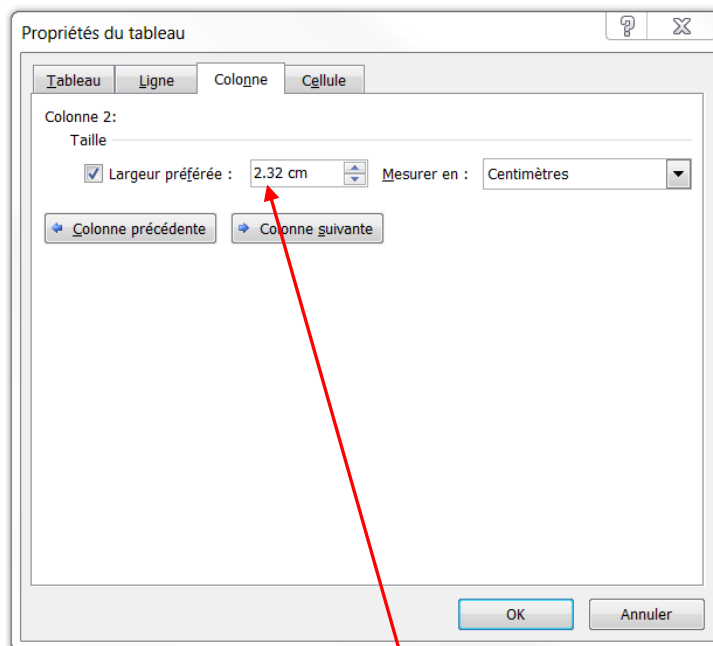 Propriétés du tableau
Tableau Ligne Colonne Cellule
Colonne 2:
Taille
Largeur préférée : 2.32 cm Mesurer en : Centimètres
Colonne précédente Colonne suivante
OK Annuler